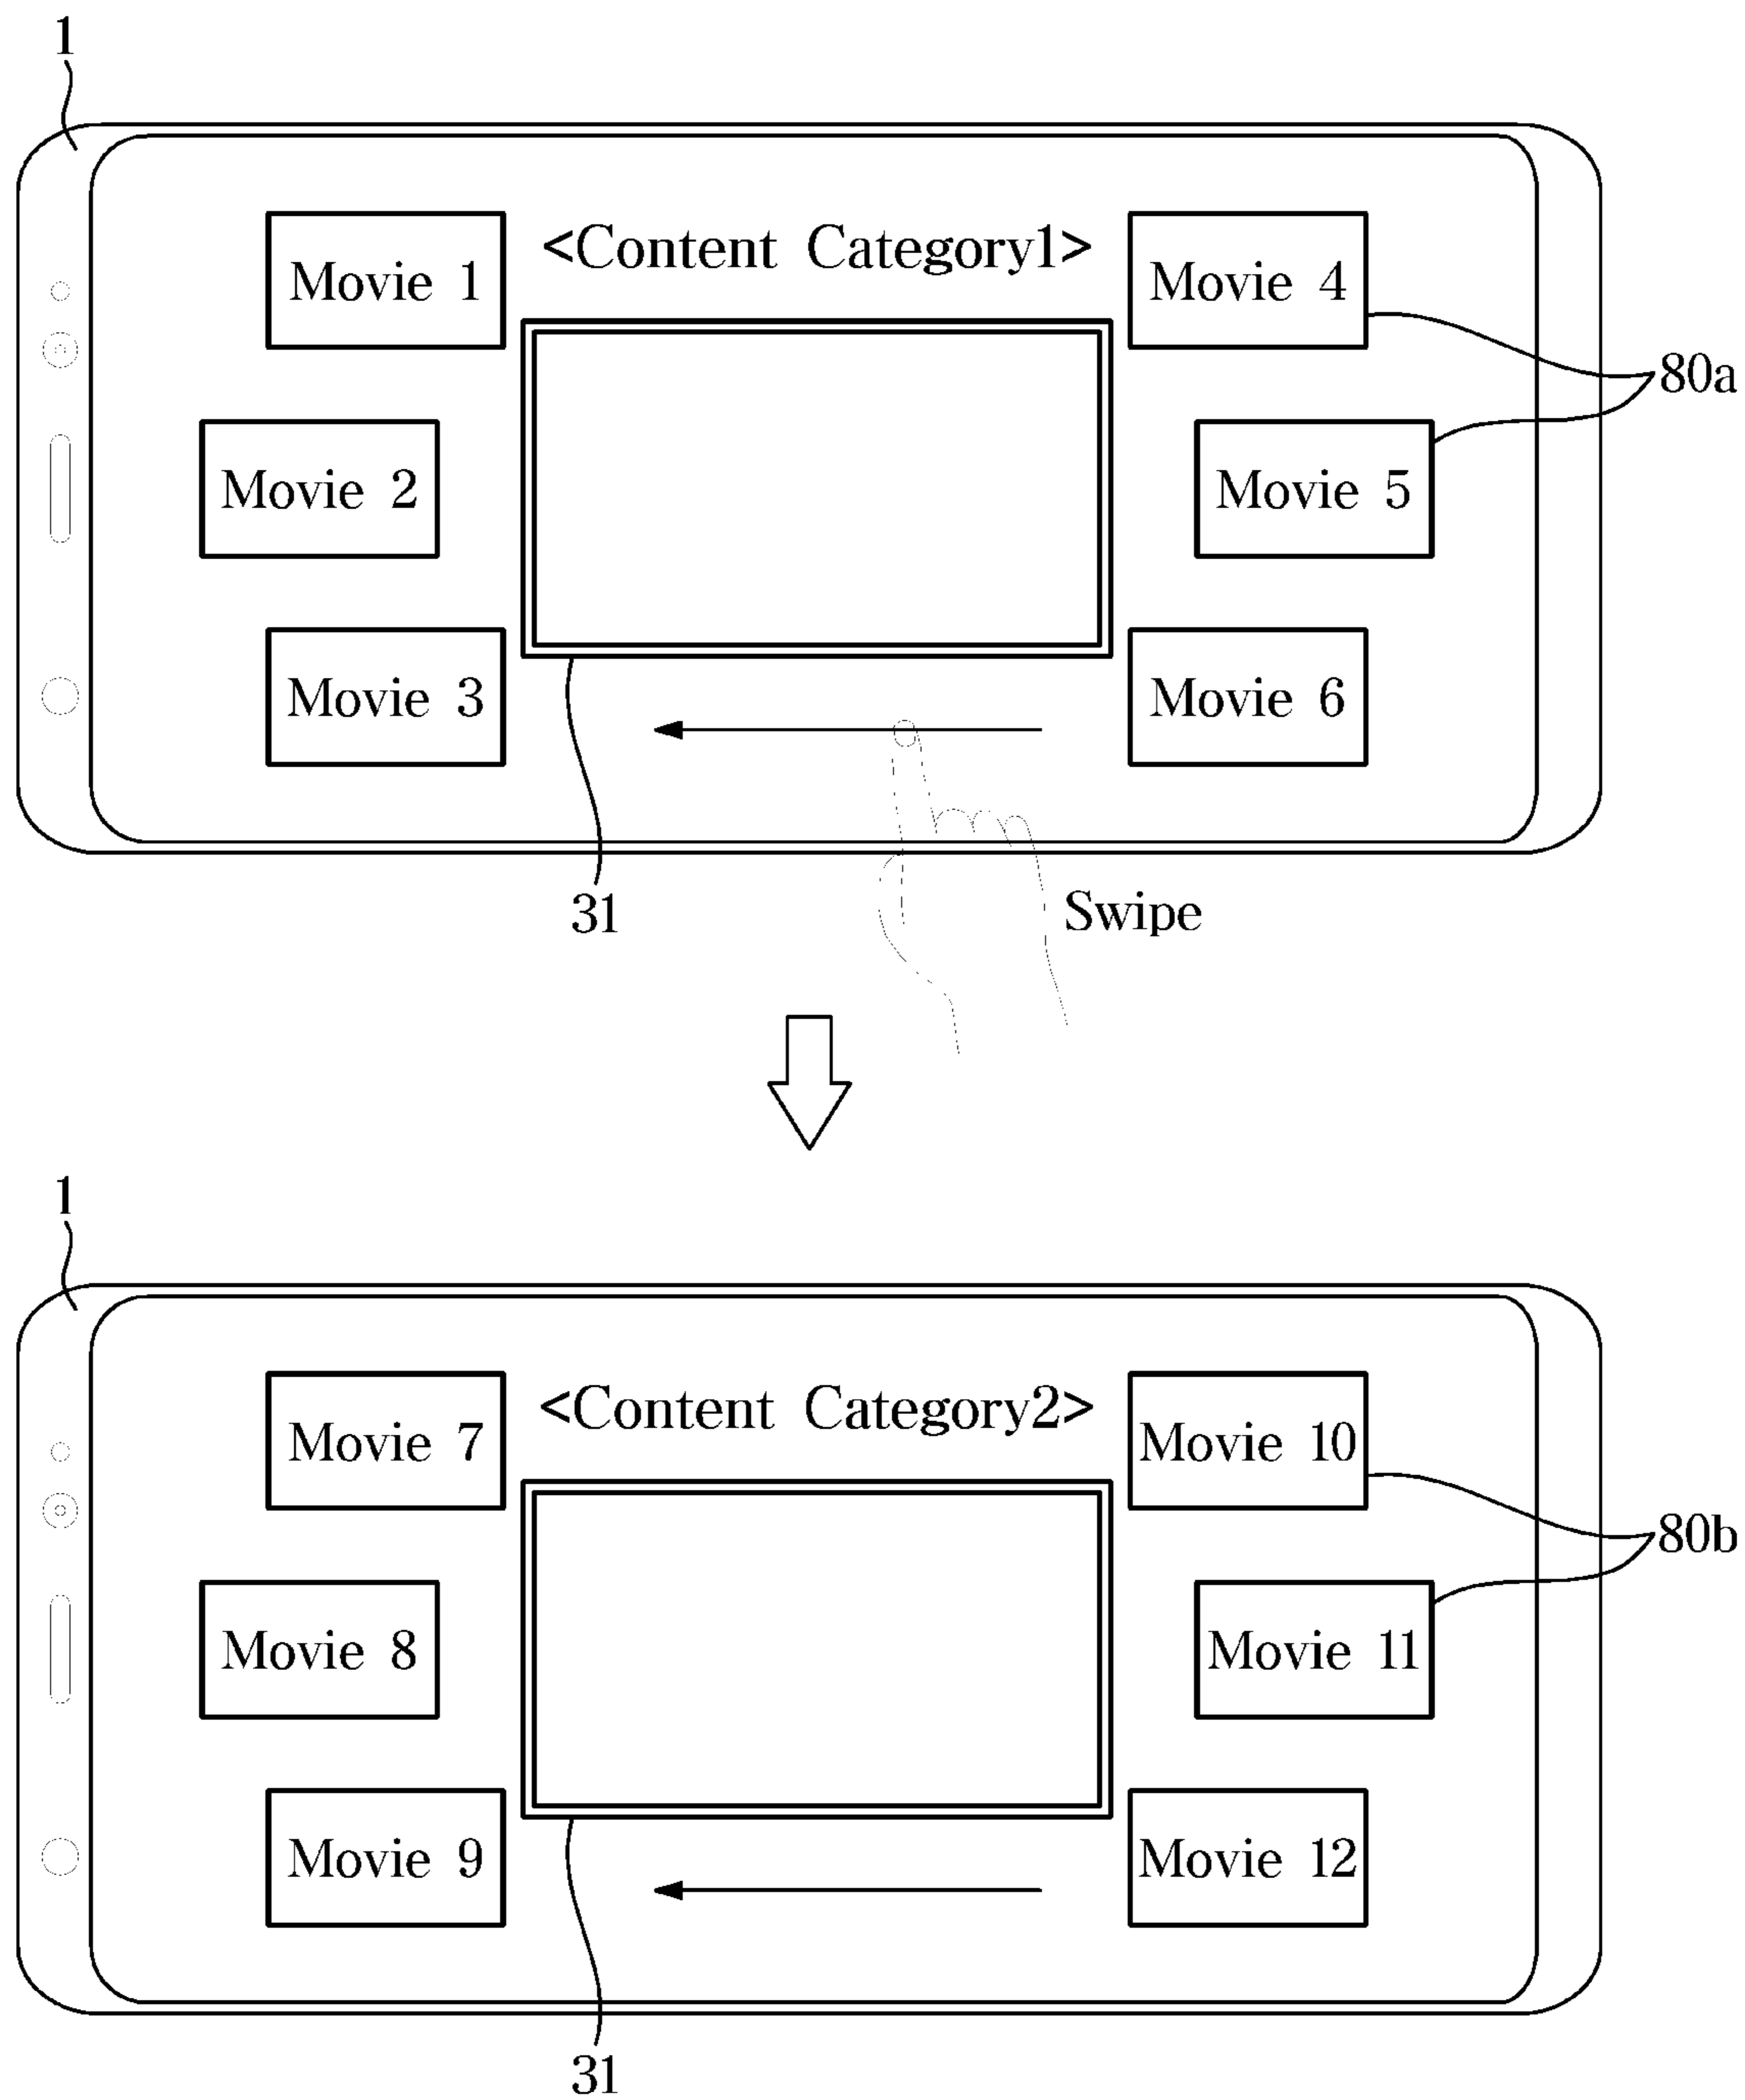 1
Movie 1
<Content Category1>
Movie 4
80a
Movie 2
Movie 5
Movie 3
Movie 6
31
Swipe
1
Movie 7
<Content Category2>
Movie 10
80b
Movie 8
Movie 11
Movie 9
Movie 12
31